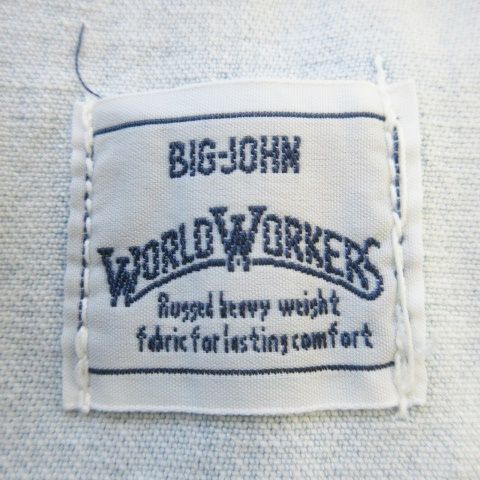 BIG-JOHN
WORLD WORKERS
Rugged heavy weight
fabric for lasting comfort